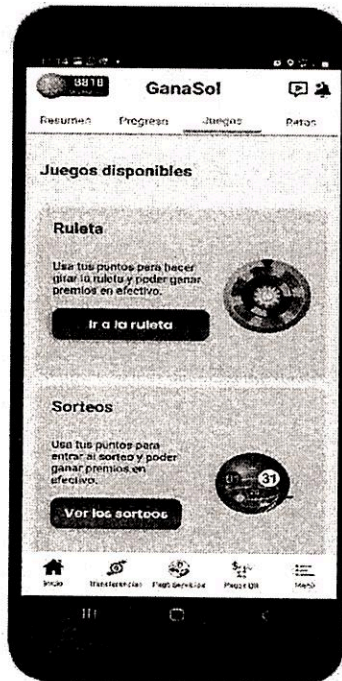 8818
GanaSol
Resumen Progreso Juegos Retos
Juegos disponibles
Ruleta
Usa tus puntos para hacer
girar la ruleta y poder ganar
premios en efectivo.
Ir a la ruleta
Sorteos
Usa tus puntos para
entrar al sorteo y poder
ganar premios en
efectivo.
31
Ver los sorteos
Inicio Transferencias Pago Servicios Pagos QR Menú